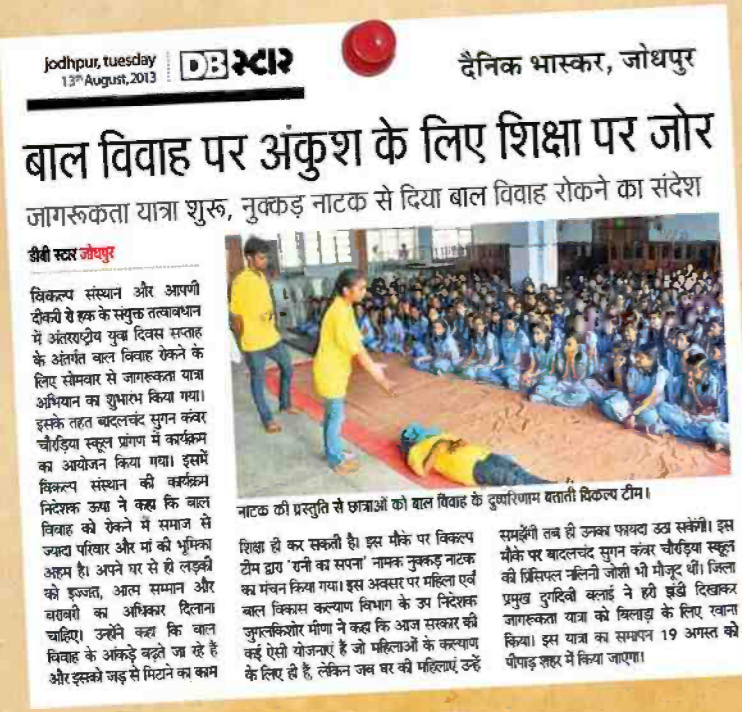 jodhpur, tuesday
13th August, 2013
DB स्टार
दैनिक भास्कर, जोधपुर
बाल विवाह पर अंकुश के लिए शिक्षा पर जोर
जागरूकता यात्रा शुरू, नुक्कड़ नाटक से दिया बाल विवाह रोकने का संदेश
डीबी स्टार जोधपुर
विकल्प संस्थान और आपणी
दीकरी रो हक के संयुक्त तत्वावधान
में अंतरराष्ट्रीय युवा दिवस सप्ताह
के अंतर्गत बाल विवाह रोकने के
लिए सोमवार से जागरूकता यात्रा
अभियान का शुभारंभ किया गया।
इसके तहत बादलचंद सुगन कंवर
चौरड़िया स्कूल प्रांगण में कार्यक्रम
का आयोजन किया गया। इसमें
विकल्प संस्थान की कार्यक्रम
निदेशक ऊषा ने कहा कि बाल
विवाह को रोकने में समाज से
ज्यादा परिवार और मां की भूमिका
अहम है। अपने घर से ही लड़की
को इज्जत, आत्म सम्मान और
बराबरी का अधिकार दिलाना
चाहिए। उन्होंने कहा कि बाल
विवाह के आंकड़े बढ़ते जा रहे हैं
और इसको जड़ से मिटाने का काम
नाटक की प्रस्तुति से छात्राओं को बाल विवाह के दुष्परिणाम बताती विकल्प टीम।
शिक्षा ही कर सकती है। इस मौके पर विकल्प
टीम द्वारा 'रानी का सपना' नामक नुक्कड़ नाटक
का मंचन किया गया। इस अवसर पर महिला एवं
बाल विकास कल्याण विभाग के उप निदेशक
जुगलकिशोर मीणा ने कहा कि आज सरकार की
कई ऐसी योजनाएं हैं जो महिलाओं के कल्याण
के लिए ही हैं, लेकिन जब घर की महिलाएं उन्हें
समझेंगी तब ही उनका फायदा उठा सकेंगी। इस
मौके पर बादलचंद सुगन कंवर चौरड़िया स्कूल
की प्रिंसिपल नलिनी जोशी भी मौजूद थीं। जिला
प्रमुख दुर्गादेवी बलाई ने हरी झंडी दिखाकर
जागरूकता यात्रा को बिलाड़ा के लिए रवाना
किया। इस यात्रा का समापन 19 अगस्त को
पीपाड़ शहर में किया जाएगा।